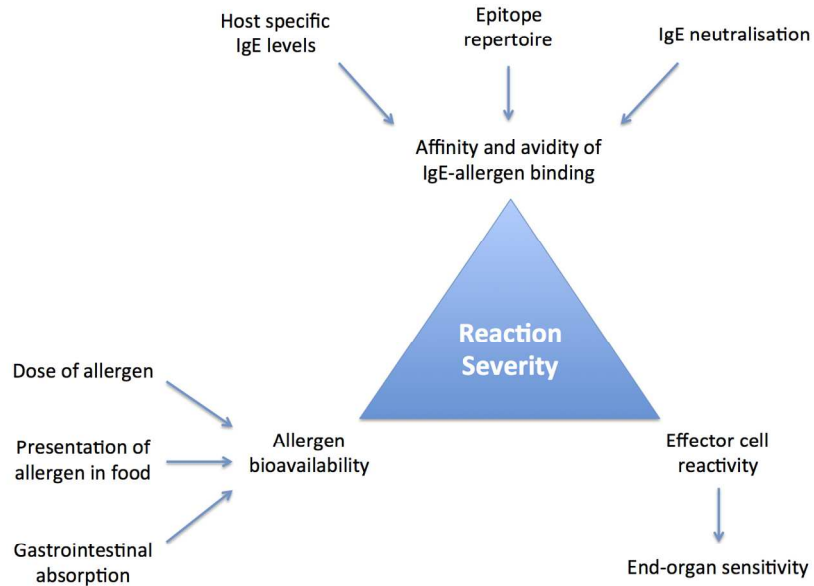 Host specific
IgE levels
Epitope
repertoire
IgE neutralisation
Affinity and avidity of
IgE-allergen binding
Reaction
Severity
Dose of allergen
Presentation of
allergen in food
Gastrointestinal
absorption
Allergen
bioavailability
Effector cell
reactivity
End-organ sensitivity